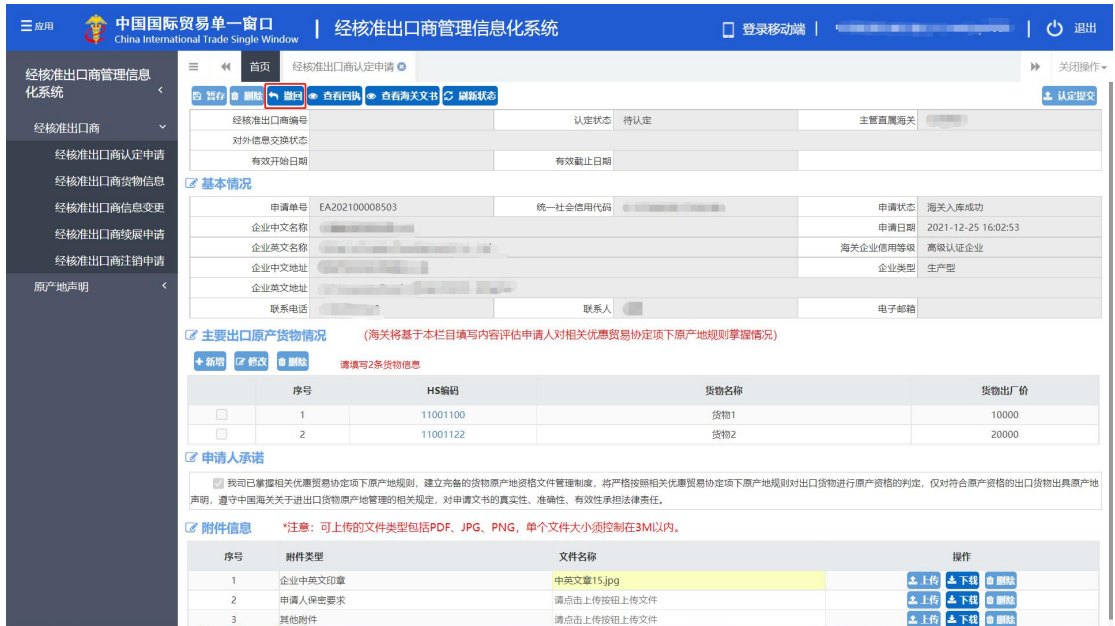 应用
中国国际贸易单一窗口
China International Trade Single Window
经核准出口商管理信息化系统
登录移动端
退出
经核准出口商管理信息化系统
经核准出口商
经核准出口商认定申请
经核准出口商货物信息
经核准出口商信息变更
经核准出口商续展申请
经核准出口商注销申请
原产地声明
首页 经核准出口商认定申请 关闭操作
暂存 删除 撤回 查看回执 查看海关文书 刷新状态 认定提交
经核准出口商编号 认定状态 待认定 主管直属海关
对外信息交换状态
有效开始日期 有效截止日期
基本情况
申请单号 EA202100008503 统一社会信用代码 申请状态 海关入库成功
企业中文名称 申请日期 2021-12-25 16:02:53
企业英文名称 海关企业信用等级 高级认证企业
企业中文地址 企业类型 生产型
企业英文地址
联系电话 联系人 电子邮箱
主要出口原产货物情况 (海关将基于本栏目填写内容评估申请人对相关优惠贸易协定项下原产地规则掌握情况)
新增 修改 删除 请填写2条货物信息
序号 HS编码 货物名称 货物出厂价
1 11001100 货物1 10000
2 11001122 货物2 20000
申请人承诺
我司已掌握相关优惠贸易协定项下原产地规则，建立完备的货物原产地资格文件管理制度，将严格按照相关优惠贸易协定项下原产地规则对出口货物进行原产资格的判定，仅对符合原产资格的出口货物出具原产地
声明，遵守中国海关关于进出口货物原产地管理的相关规定，对申请文书的真实性、准确性、有效性承担法律责任。
附件信息 *注意：可上传的文件类型包括PDF、JPG、PNG，单个文件大小须控制在3M以内。
序号 附件类型 文件名称 操作
1 企业中英文印章 中英文章15.jpg 上传 下载 删除
2 申请人保密要求 请点击上传按钮上传文件 上传 下载 删除
3 其他附件 请点击上传按钮上传文件 上传 下载 删除